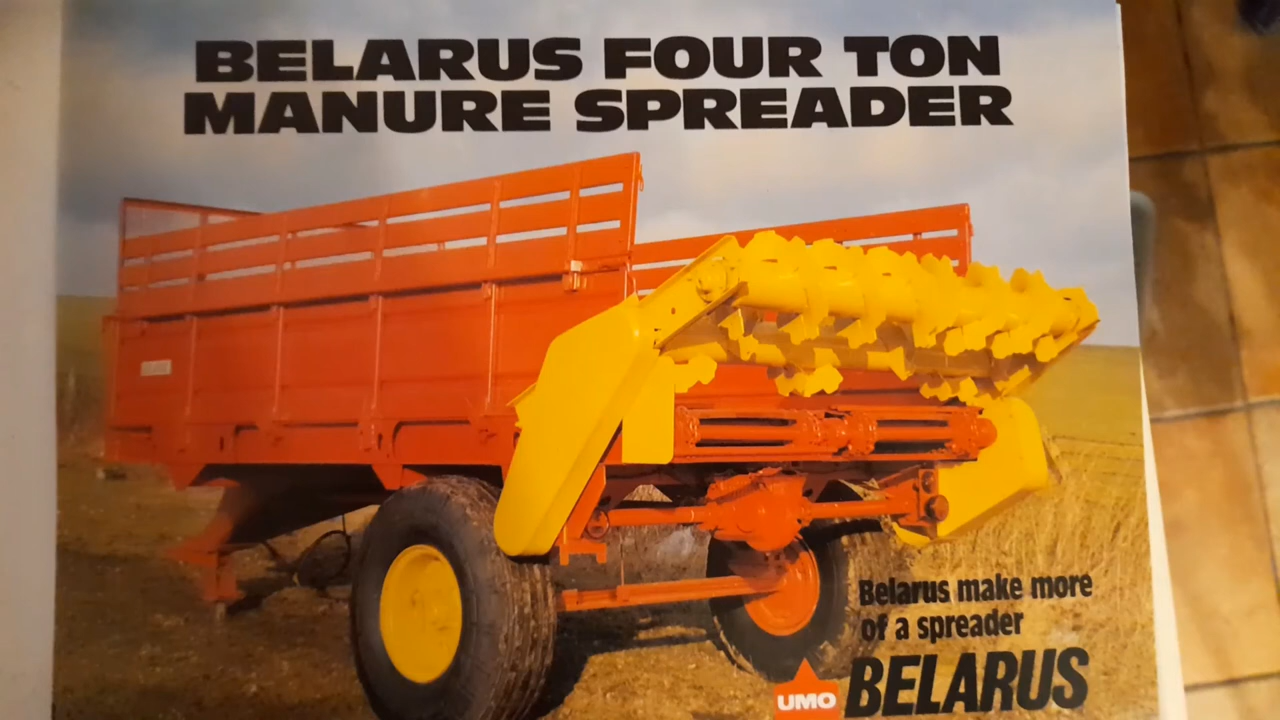 BELARUS FOUR TON
MANURE SPREADER
Belarus make more
of a spreader
UMO
BELARUS